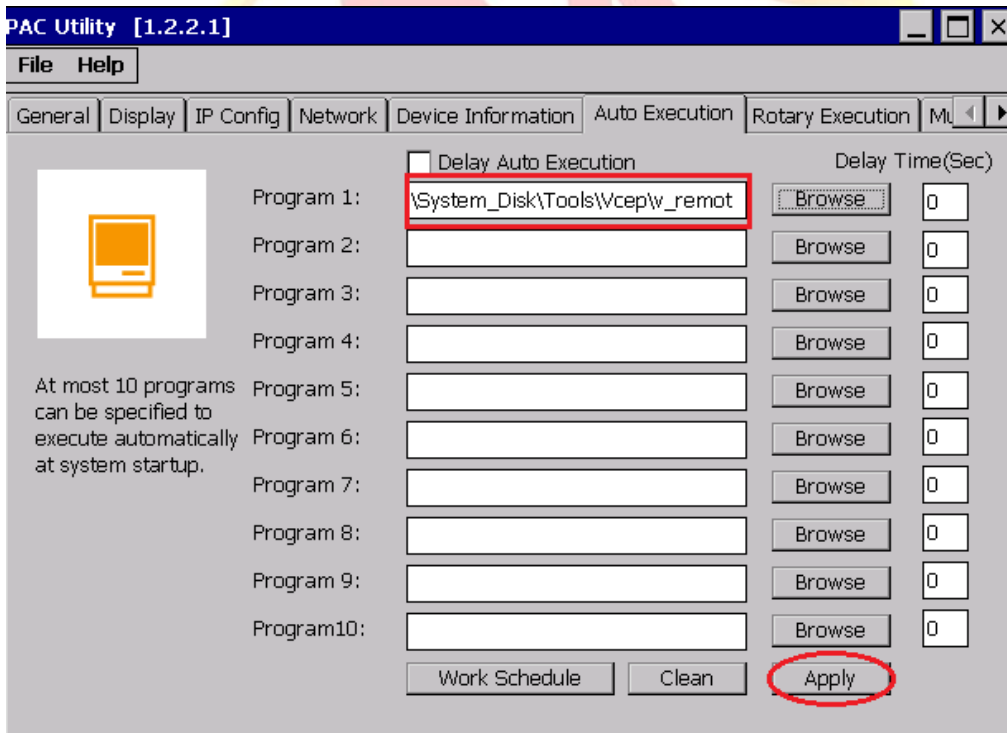 PAC Utility [1.2.2.1]
File Help
General Display IP Config Network Device Information Auto Execution Rotary Execution
Delay Auto Execution Delay Time(Sec)
Program 1: \System_Disk\Tools\Vcep\v_remot Browse 0
Program 2: Browse 0
Program 3: Browse 0
Program 4: Browse 0
At most 10 programs
can be specified to
execute automatically
at system startup.
Program 5: Browse 0
Program 6: Browse 0
Program 7: Browse 0
Program 8: Browse 0
Program 9: Browse 0
Program10: Browse 0
Work Schedule Clean Apply